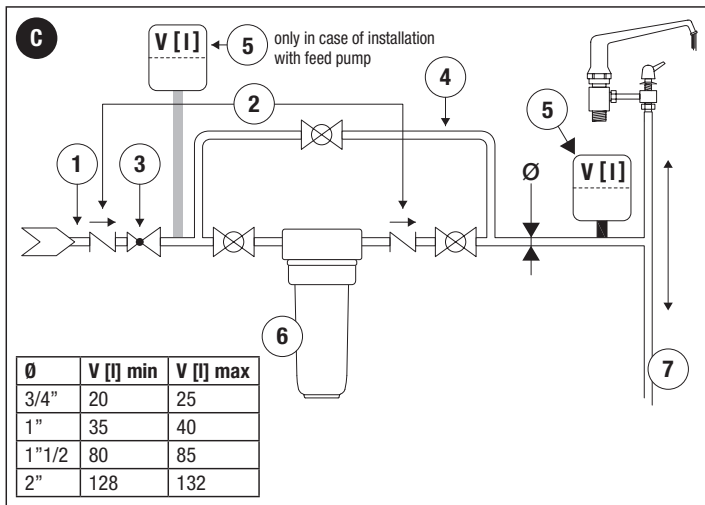 C
V [l]
5
only in case of installation
with feed pump
4
2
5
1
3
V [l]
Ø
6
7
Ø V [l] min V [l] max
3/4” 20 25
1” 35 40
1”1/2 80 85
2” 128 132